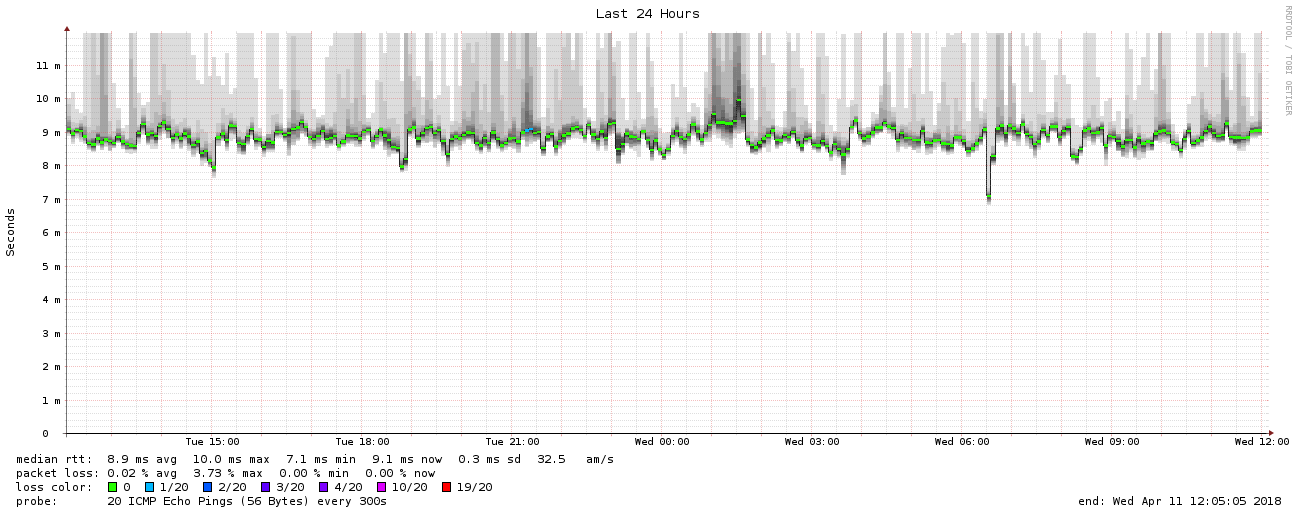 Last 24 Hours
RRDTOOL / TOBI OETIKER
Seconds
11 m
10 m
9 m
8 m
7 m
6 m
5 m
4 m
3 m
2 m
1 m
0
Tue 15:00 Tue 18:00 Tue 21:00 Wed 00:00 Wed 03:00 Wed 06:00 Wed 09:00 Wed 12:00
median rtt: 8.9 ms avg 10.0 ms max 7.1 ms min 9.1 ms now 0.3 ms sd 32.5 am/s
packet loss: 0.02 % avg 3.73 % max 0.00 % min 0.00 % now
loss color: 0 1/20 2/20 3/20 4/20 10/20 19/20
probe: 20 ICMP Echo Pings (56 Bytes) every 300s end: Wed Apr 11 12:05:05 2018